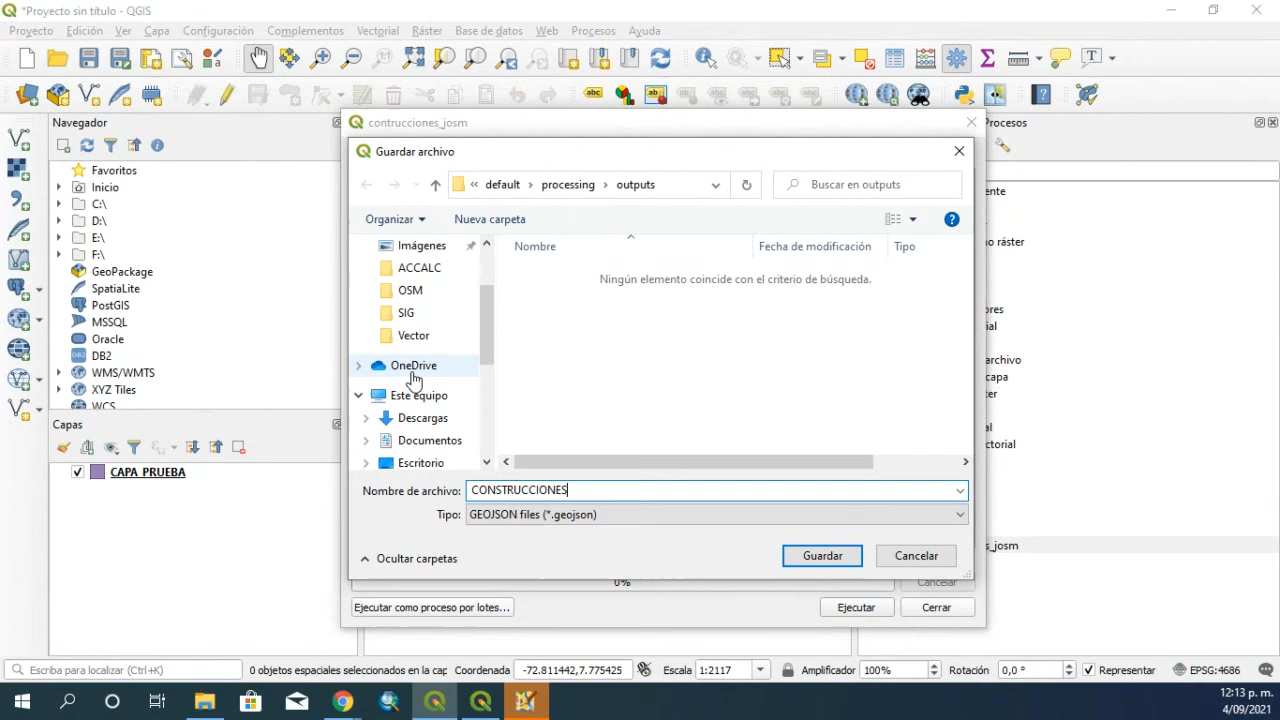 *Proyecto sin título - QGIS
Proyecto Edición Ver Capa Configuración Complementos Vectorial Ráster Base de datos Web Procesos Ayuda
Navegador
Favoritos
Inicio
C:\
D:\
E:\
F:\
GeoPackage
SpatiaLite
PostGIS
MSSQL
Oracle
DB2
WMS/WMTS
XYZ Tiles
WCS
Capas
CAPA PRUEBA
contrucciones_josm
Guardar archivo
« default › processing › outputs
Buscar en outputs
Organizar Nueva carpeta
Imágenes
ACCALC
OSM
SIG
Vector
OneDrive
Este equipo
Descargas
Documentos
Escritorio
Nombre Fecha de modificación Tipo
Ningún elemento coincide con el criterio de búsqueda.
Nombre de archivo: CONSTRUCCIONES
Tipo: GEOJSON files (*.geojson)
Ocultar carpetas
Guardar Cancelar
0% Cancelar
Ejecutar como proceso por lotes... Ejecutar Cerrar
Procesos
ente
o ráster
ores
ial
archivo
capa
ter
al
ctorial
s_josm
Escriba para localizar (Ctrl+K) 0 objetos espaciales seleccionados en la cap Coordenada -72.811442,7.775425 Escala 1:2117 Amplificador 100% Rotación 0,0 ° Representar EPSG:4686
12:13 p. m.
4/09/2021